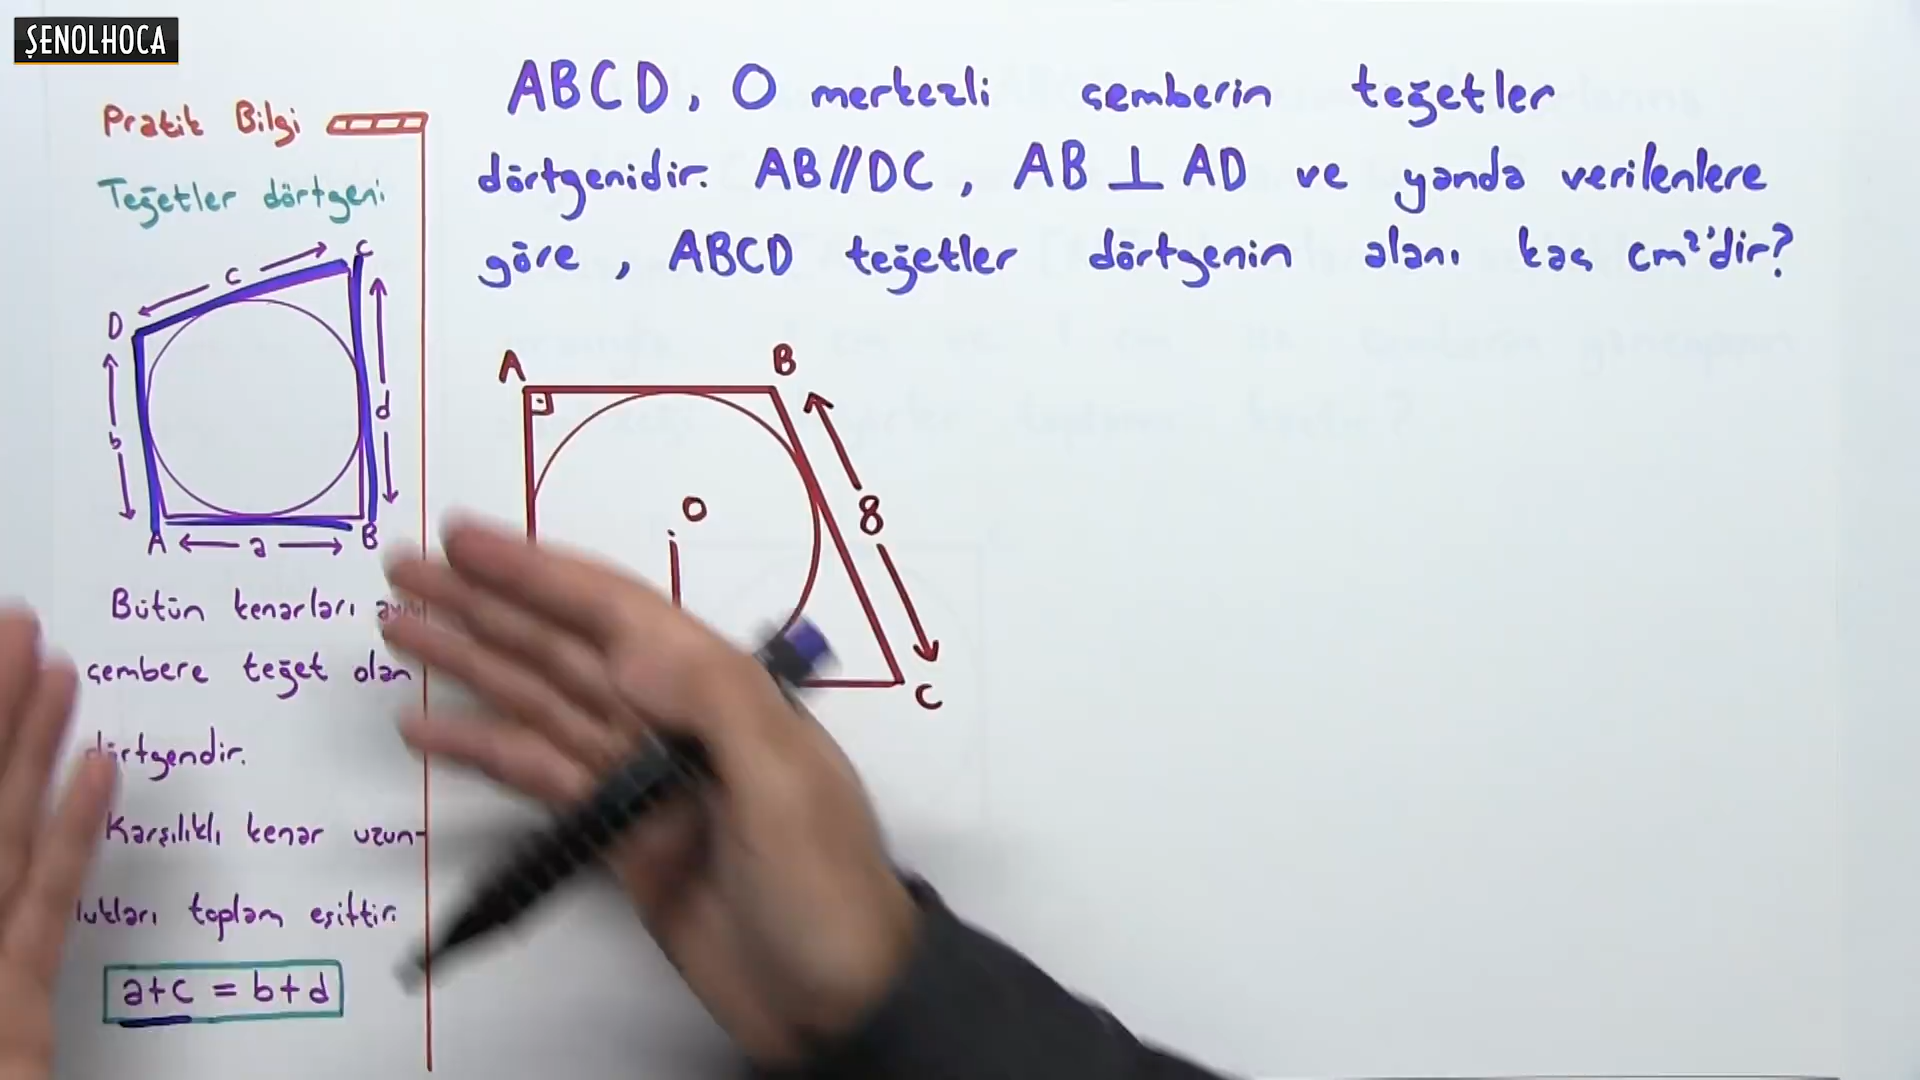 ŞENOLHOCA
Pratik Bilgi
Teğetler dörtgeni
C
c
D
b
d
A
a
B
Bütün kenarları
çembere teğet olan
dörtgendir.
Karşılıklı kenar uzun-
lukları toplam eşittir.
a+c = b+d
ABCD, O merkezli çemberin teğetler
dörtgenidir. AB//DC, AB ⊥ AD ve yanda verilenlere
göre, ABCD teğetler dörtgenin alanı kaç cm²'dir?
A
B
O
8
C